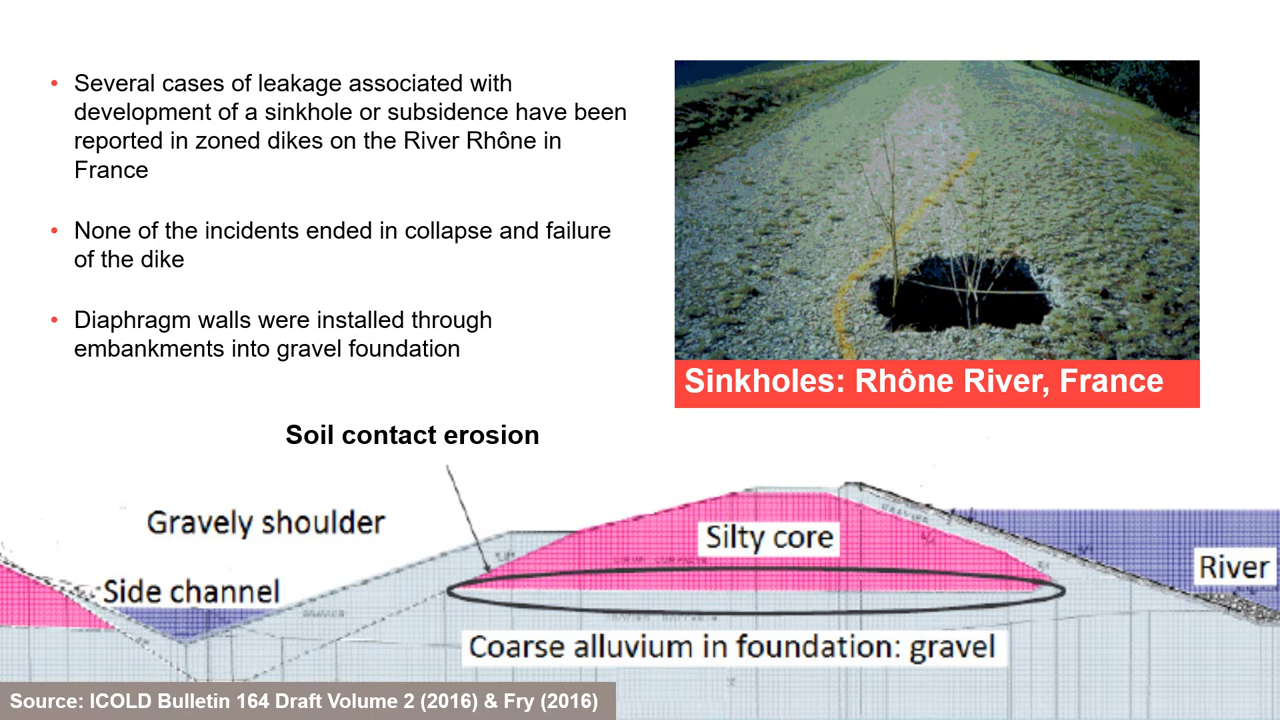 • Several cases of leakage associated with
development of a sinkhole or subsidence have been
reported in zoned dikes on the River Rhône in
France
• None of the incidents ended in collapse and failure
of the dike
• Diaphragm walls were installed through
embankments into gravel foundation
Sinkholes: Rhône River, France
Soil contact erosion
Gravely shoulder
Silty core
Side channel
River
Coarse alluvium in foundation: gravel
Source: ICOLD Bulletin 164 Draft Volume 2 (2016) & Fry (2016)